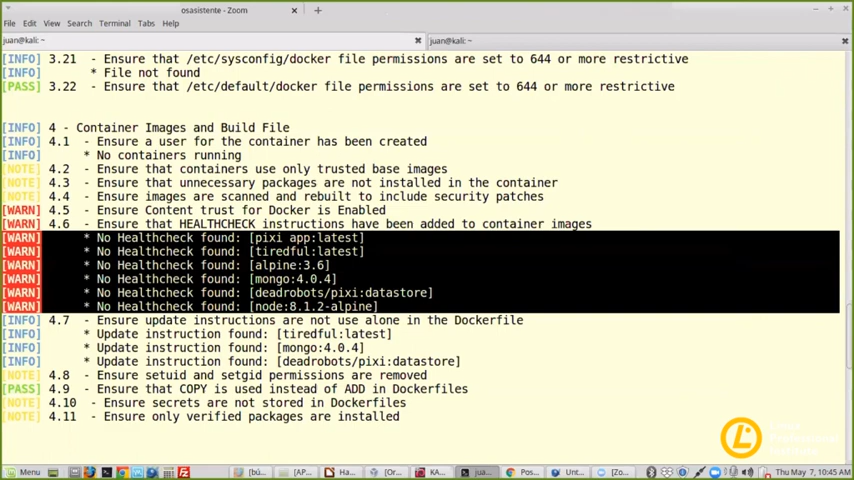 osasistente - Zoom
File Edit View Search Terminal Tabs Help
juan@kali: ~
juan@kali: ~
[INFO] 3.21 - Ensure that /etc/sysconfig/docker file permissions are set to 644 or more restrictive
[INFO] * File not found
[PASS] 3.22 - Ensure that /etc/default/docker file permissions are set to 644 or more restrictive
[INFO] 4 - Container Images and Build File
[INFO] 4.1 - Ensure a user for the container has been created
[INFO] * No containers running
[NOTE] 4.2 - Ensure that containers use only trusted base images
[NOTE] 4.3 - Ensure that unnecessary packages are not installed in the container
[NOTE] 4.4 - Ensure images are scanned and rebuilt to include security patches
[WARN] 4.5 - Ensure Content trust for Docker is Enabled
[WARN] 4.6 - Ensure that HEALTHCHECK instructions have been added to container images
[WARN] * No Healthcheck found: [pixi app:latest]
[WARN] * No Healthcheck found: [tiredful:latest]
[WARN] * No Healthcheck found: [alpine:3.6]
[WARN] * No Healthcheck found: [mongo:4.0.4]
[WARN] * No Healthcheck found: [deadrobots/pixi:datastore]
[WARN] * No Healthcheck found: [node:8.1.2-alpine]
[INFO] 4.7 - Ensure update instructions are not use alone in the Dockerfile
[INFO] * Update instruction found: [tiredful:latest]
[INFO] * Update instruction found: [mongo:4.0.4]
[INFO] * Update instruction found: [deadrobots/pixi:datastore]
[NOTE] 4.8 - Ensure setuid and setgid permissions are removed
[PASS] 4.9 - Ensure that COPY is used instead of ADD in Dockerfiles
[NOTE] 4.10 - Ensure secrets are not stored in Dockerfiles
[NOTE] 4.11 - Ensure only verified packages are installed
Menu [bú... [AP... Ha... [Or... KA... jua... Pos... Unt... [Zo... Thu May 7, 10:45 AM